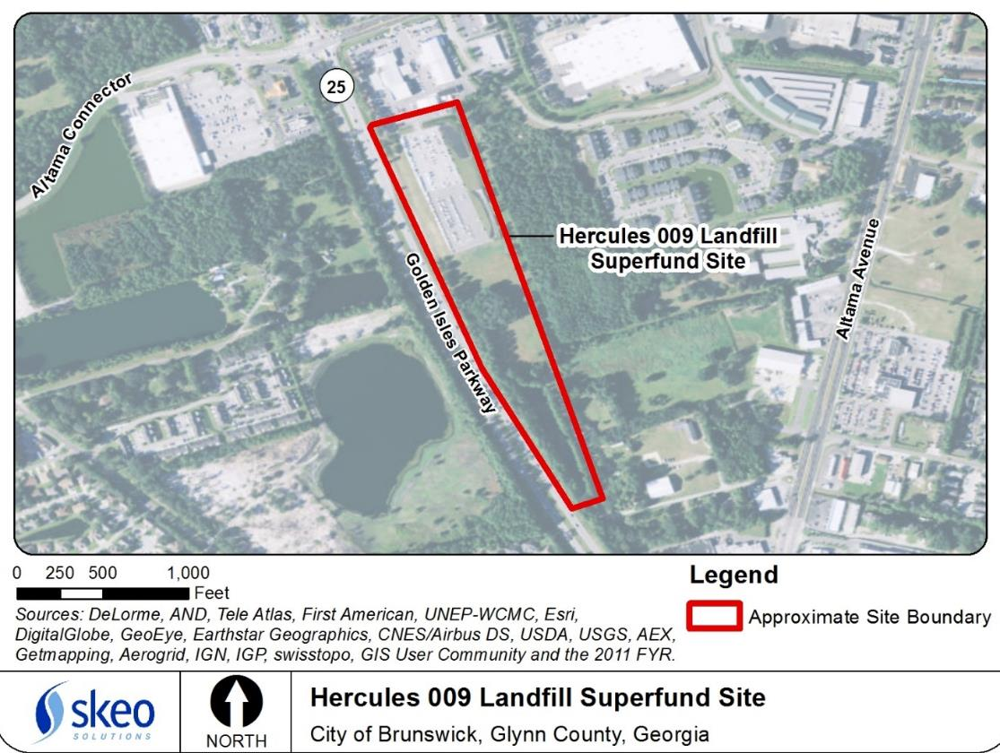 Altama Connector
25
Hercules 009 Landfill
Superfund Site
Golden Isles Parkway
Altama Avenue
0 250 500 1,000
Feet
Legend
Approximate Site Boundary
Sources: DeLorme, AND, Tele Atlas, First American, UNEP-WCMC, Esri,
DigitalGlobe, GeoEye, Earthstar Geographics, CNES/Airbus DS, USDA, USGS, AEX,
Getmapping, Aerogrid, IGN, IGP, swisstopo, GIS User Community and the 2011 FYR.
skeo
SOLUTIONS
NORTH
Hercules 009 Landfill Superfund Site
City of Brunswick, Glynn County, Georgia